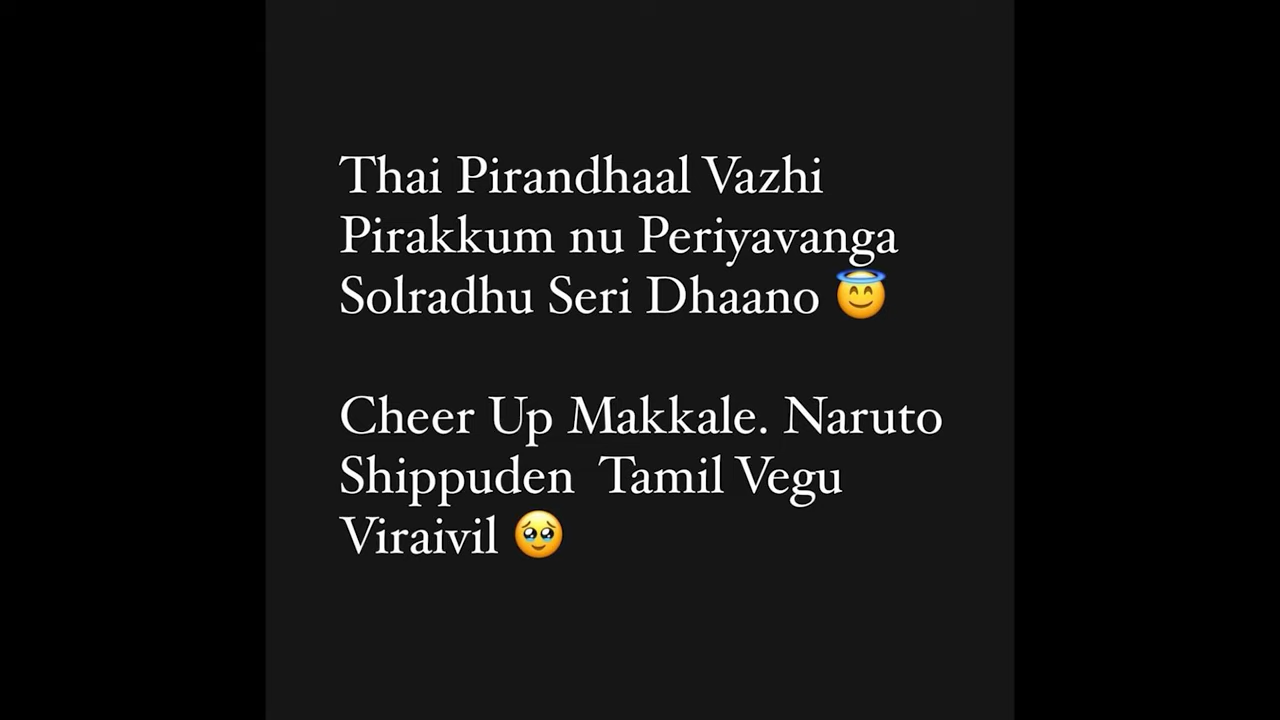 Thai Pirandhaal Vazhi
Pirakkum nu Periyavanga
Solradhu Seri Dhaano 😇
Cheer Up Makkale. Naruto
Shippuden  Tamil Vegu
Viraivil 🥹